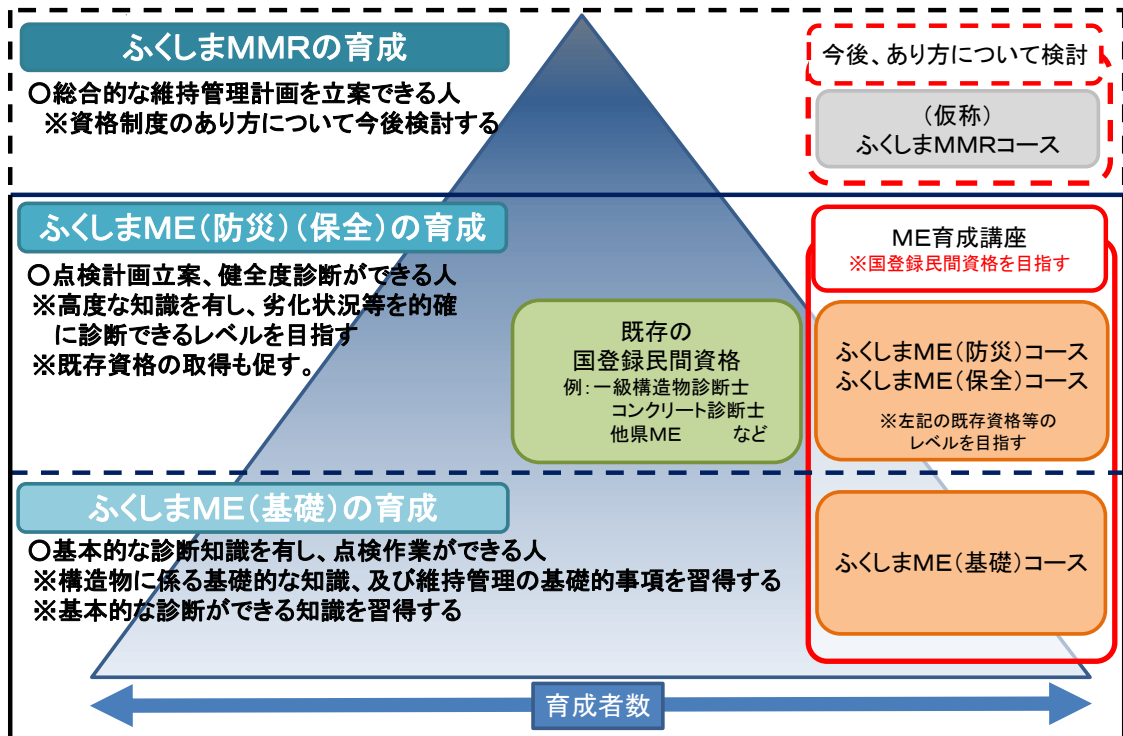 ふくしまMMRの育成
○総合的な維持管理計画を立案できる人
※資格制度のあり方について今後検討する
今後、あり方について検討
(仮称)
ふくしまMMRコース
ふくしまME(防災)(保全)の育成
○点検計画立案、健全度診断ができる人
※高度な知識を有し、劣化状況等を的確
に診断できるレベルを目指す
※既存資格の取得も促す。
既存の
国登録民間資格
例:一級構造物診断士
コンクリート診断士
他県ME など
ME育成講座
※国登録民間資格を目指す
ふくしまME(防災)コース
ふくしまME(保全)コース
※左記の既存資格等の
レベルを目指す
ふくしまME(基礎)の育成
○基本的な診断知識を有し、点検作業ができる人
※構造物に係る基礎的な知識、及び維持管理の基礎的事項を習得する
※基本的な診断ができる知識を習得する
ふくしまME(基礎)コース
育成者数